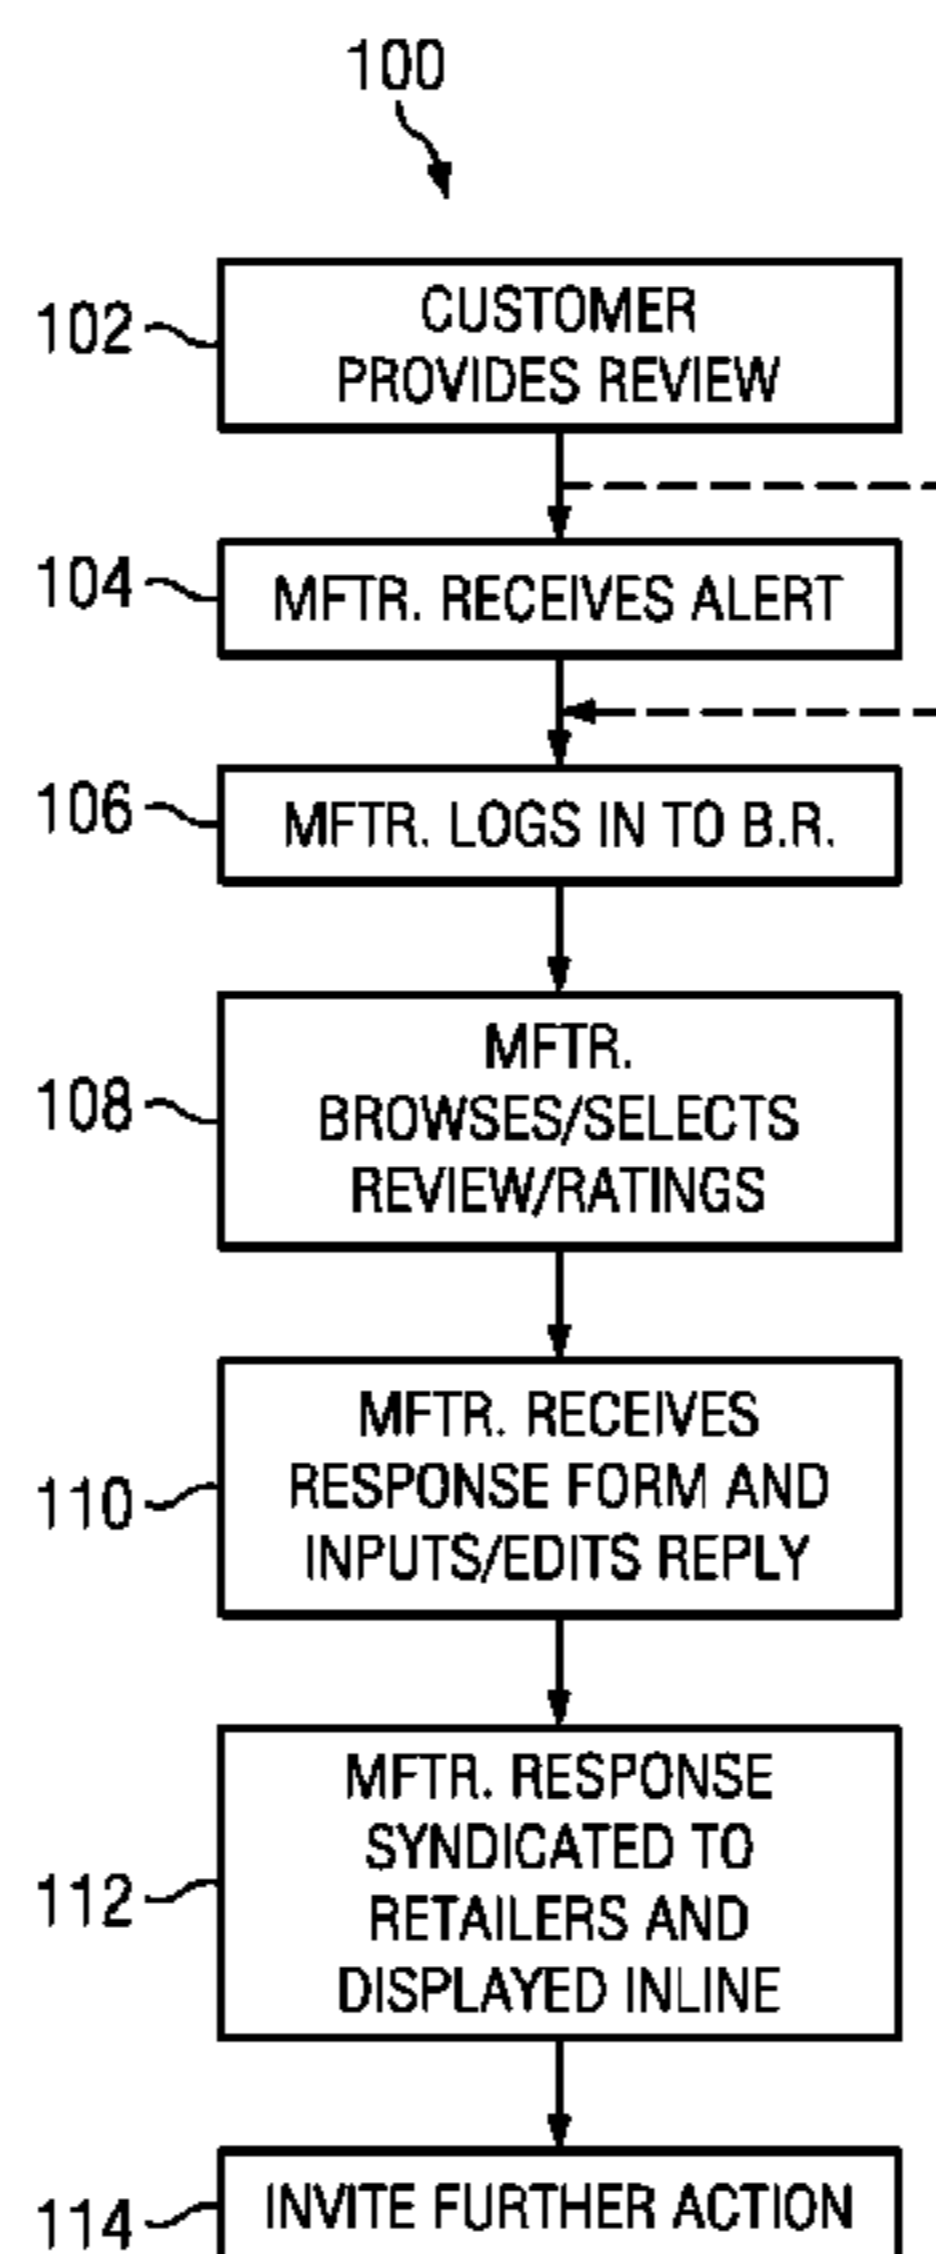 100
102
CUSTOMER
PROVIDES REVIEW
104
MFTR. RECEIVES ALERT
106
MFTR. LOGS IN TO B.R.
108
MFTR.
BROWSES/SELECTS
REVIEW/RATINGS
110
MFTR. RECEIVES
RESPONSE FORM AND
INPUTS/EDITS REPLY
112
MFTR. RESPONSE
SYNDICATED TO
RETAILERS AND
DISPLAYED INLINE
114
INVITE FURTHER ACTION